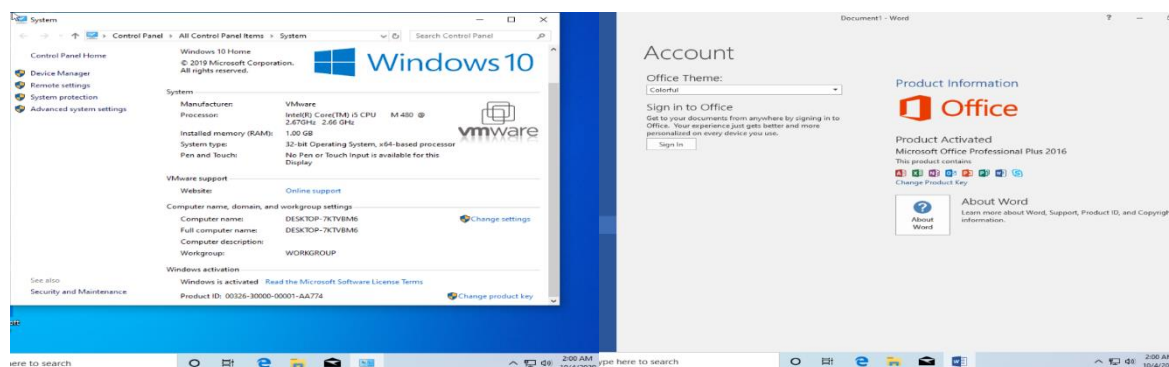 System
Control Panel > All Control Panel Items > System
Search Control Panel
Control Panel Home
Device Manager
Remote settings
System protection
Advanced system settings
See also
Security and Maintenance
Windows 10 Home
© 2019 Microsoft Corporation.
All rights reserved.
Windows 10
System
Manufacturer: VMware
Processor: Intel(R) Core(TM) i5 CPU M 480 @
2.67GHz 2.66 GHz
Installed memory (RAM): 1.00 GB
System type: 32-bit Operating System, x64-based processor
Pen and Touch: No Pen or Touch Input is available for this
Display
vmware
VMware support
Website: Online support
Computer name, domain, and workgroup settings
Computer name: DESKTOP-7KTVBM6
Change settings
Full computer name: DESKTOP-7KTVBM6
Computer description:
Workgroup: WORKGROUP
Windows activation
Windows is activated Read the Microsoft Software License Terms
Product ID: 00326-30000-00001-AA774
Change product key
ere to search
2:00 AM
Document1 - Word
Account
Office Theme:
Colorful
Sign in to Office
Get to your documents from anywhere by signing in to
Office. Your experience just gets better and more
personalized on every device you use.
Sign In
Product Information
Office
Product Activated
Microsoft Office Professional Plus 2016
This product contains
Change Product Key
About
Word
About Word
Learn more about Word, Support, Product ID, and Copyrigh
information.
ype here to search
2:00 AM